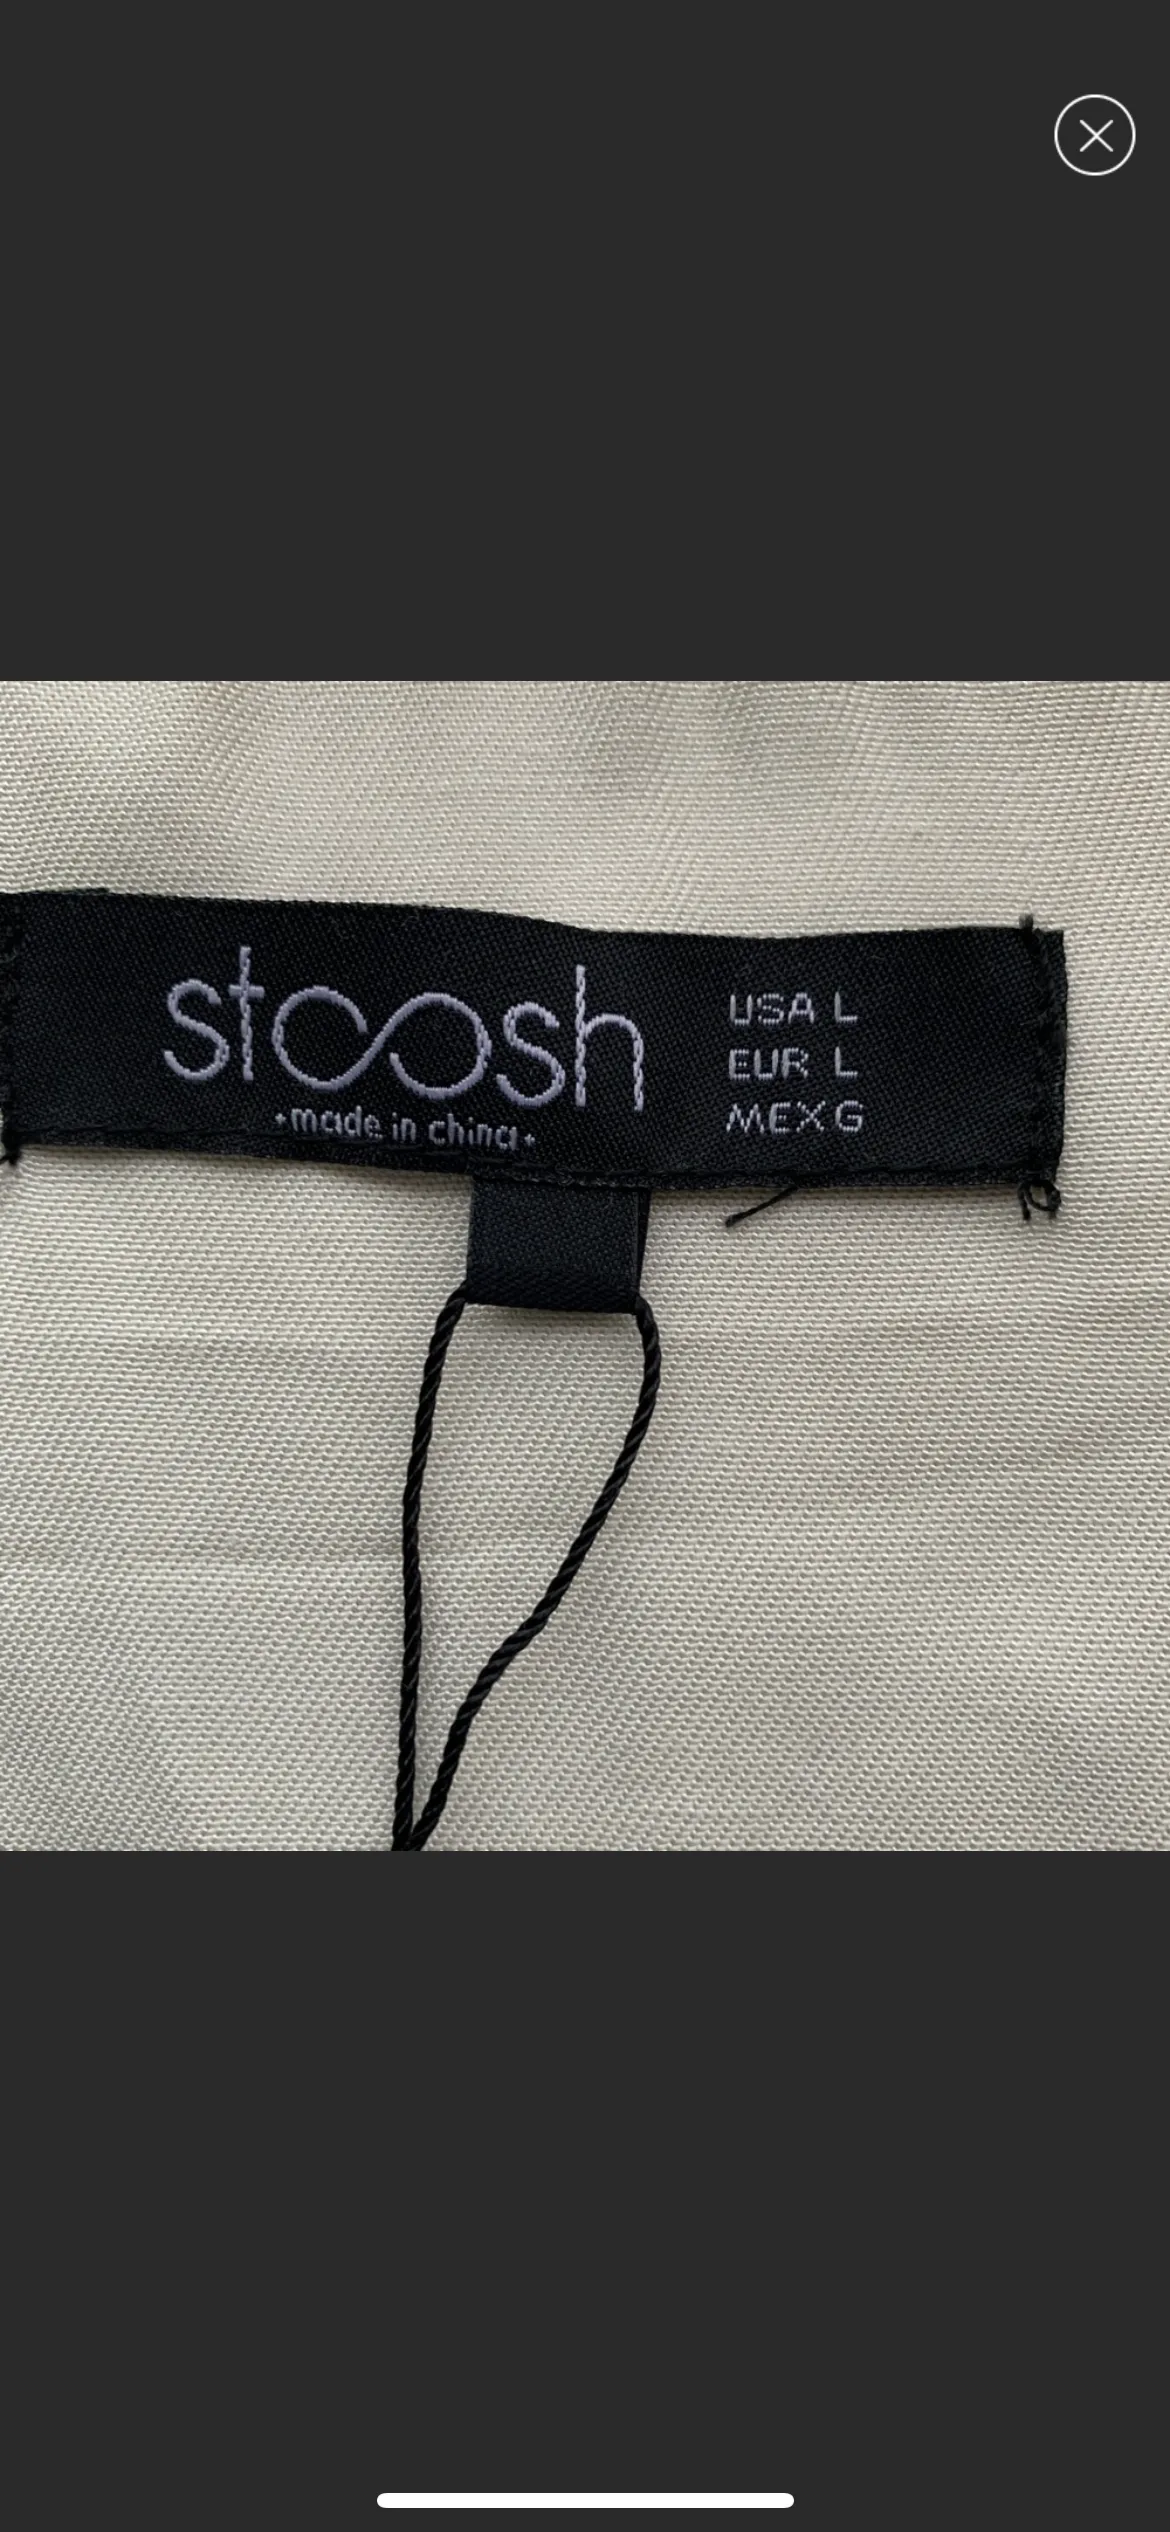 stoosh
•made in china•
USA L
EUR L
MEX G